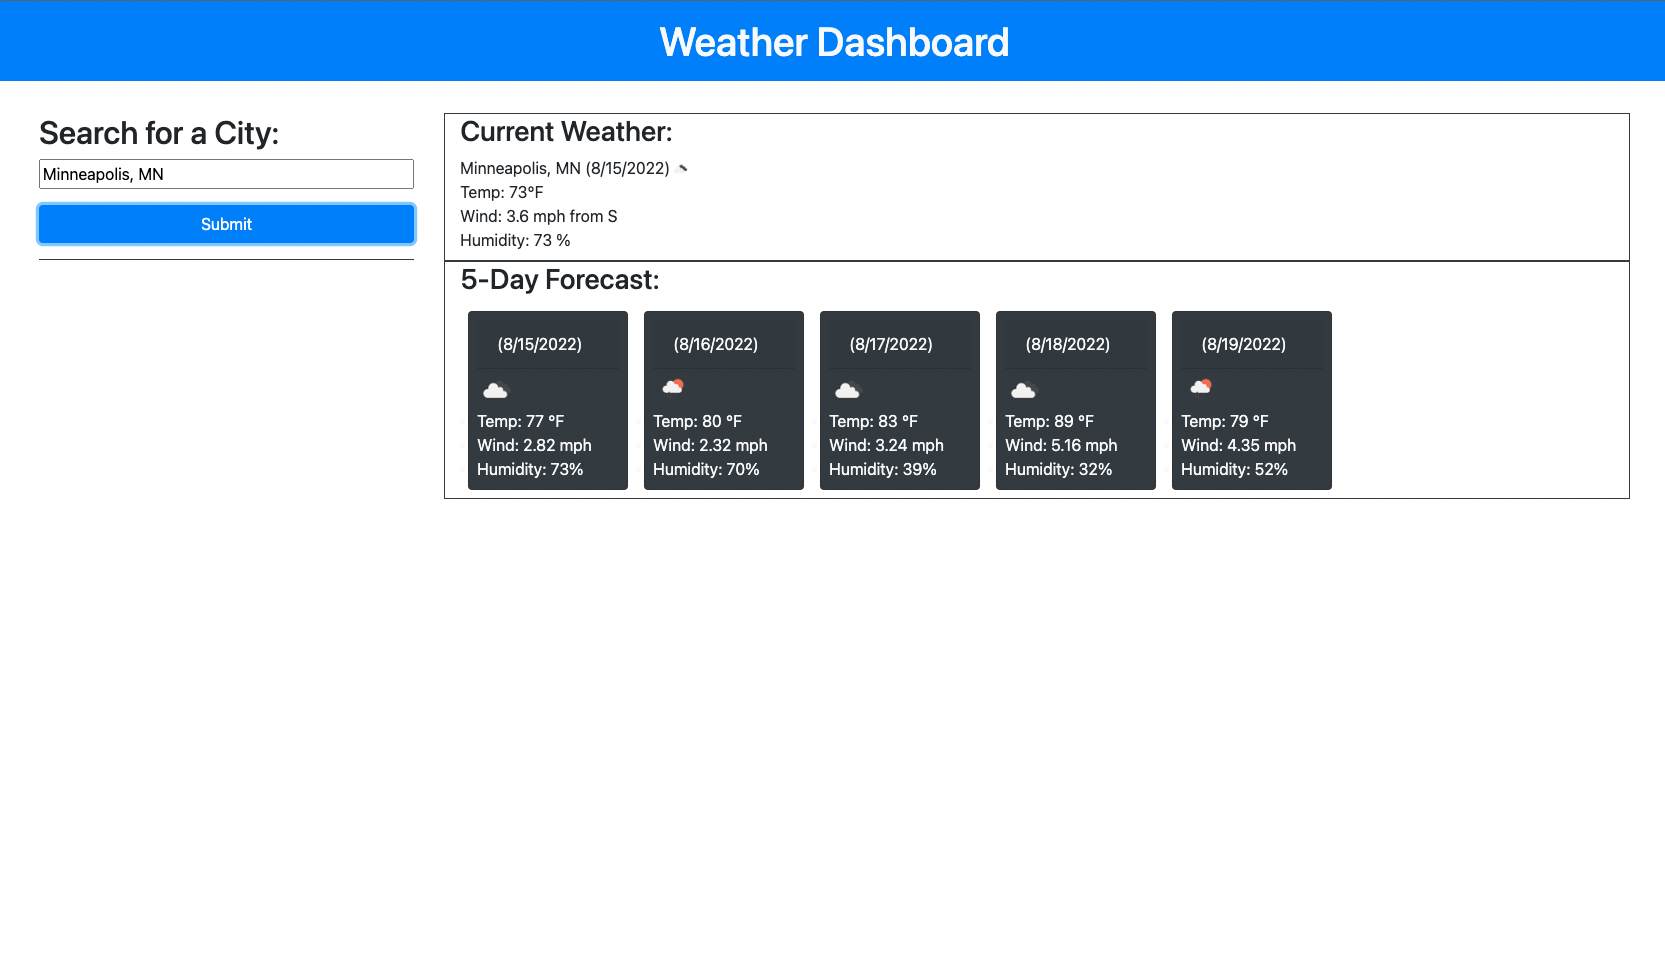 Weather Dashboard
Search for a City:
Minneapolis, MN
Submit
Current Weather:
Minneapolis, MN (8/15/2022)
Temp: 73°F
Wind: 3.6 mph from S
Humidity: 73 %
5-Day Forecast:
(8/15/2022)
Temp: 77 °F
Wind: 2.82 mph
Humidity: 73%
(8/16/2022)
Temp: 80 °F
Wind: 2.32 mph
Humidity: 70%
(8/17/2022)
Temp: 83 °F
Wind: 3.24 mph
Humidity: 39%
(8/18/2022)
Temp: 89 °F
Wind: 5.16 mph
Humidity: 32%
(8/19/2022)
Temp: 79 °F
Wind: 4.35 mph
Humidity: 52%